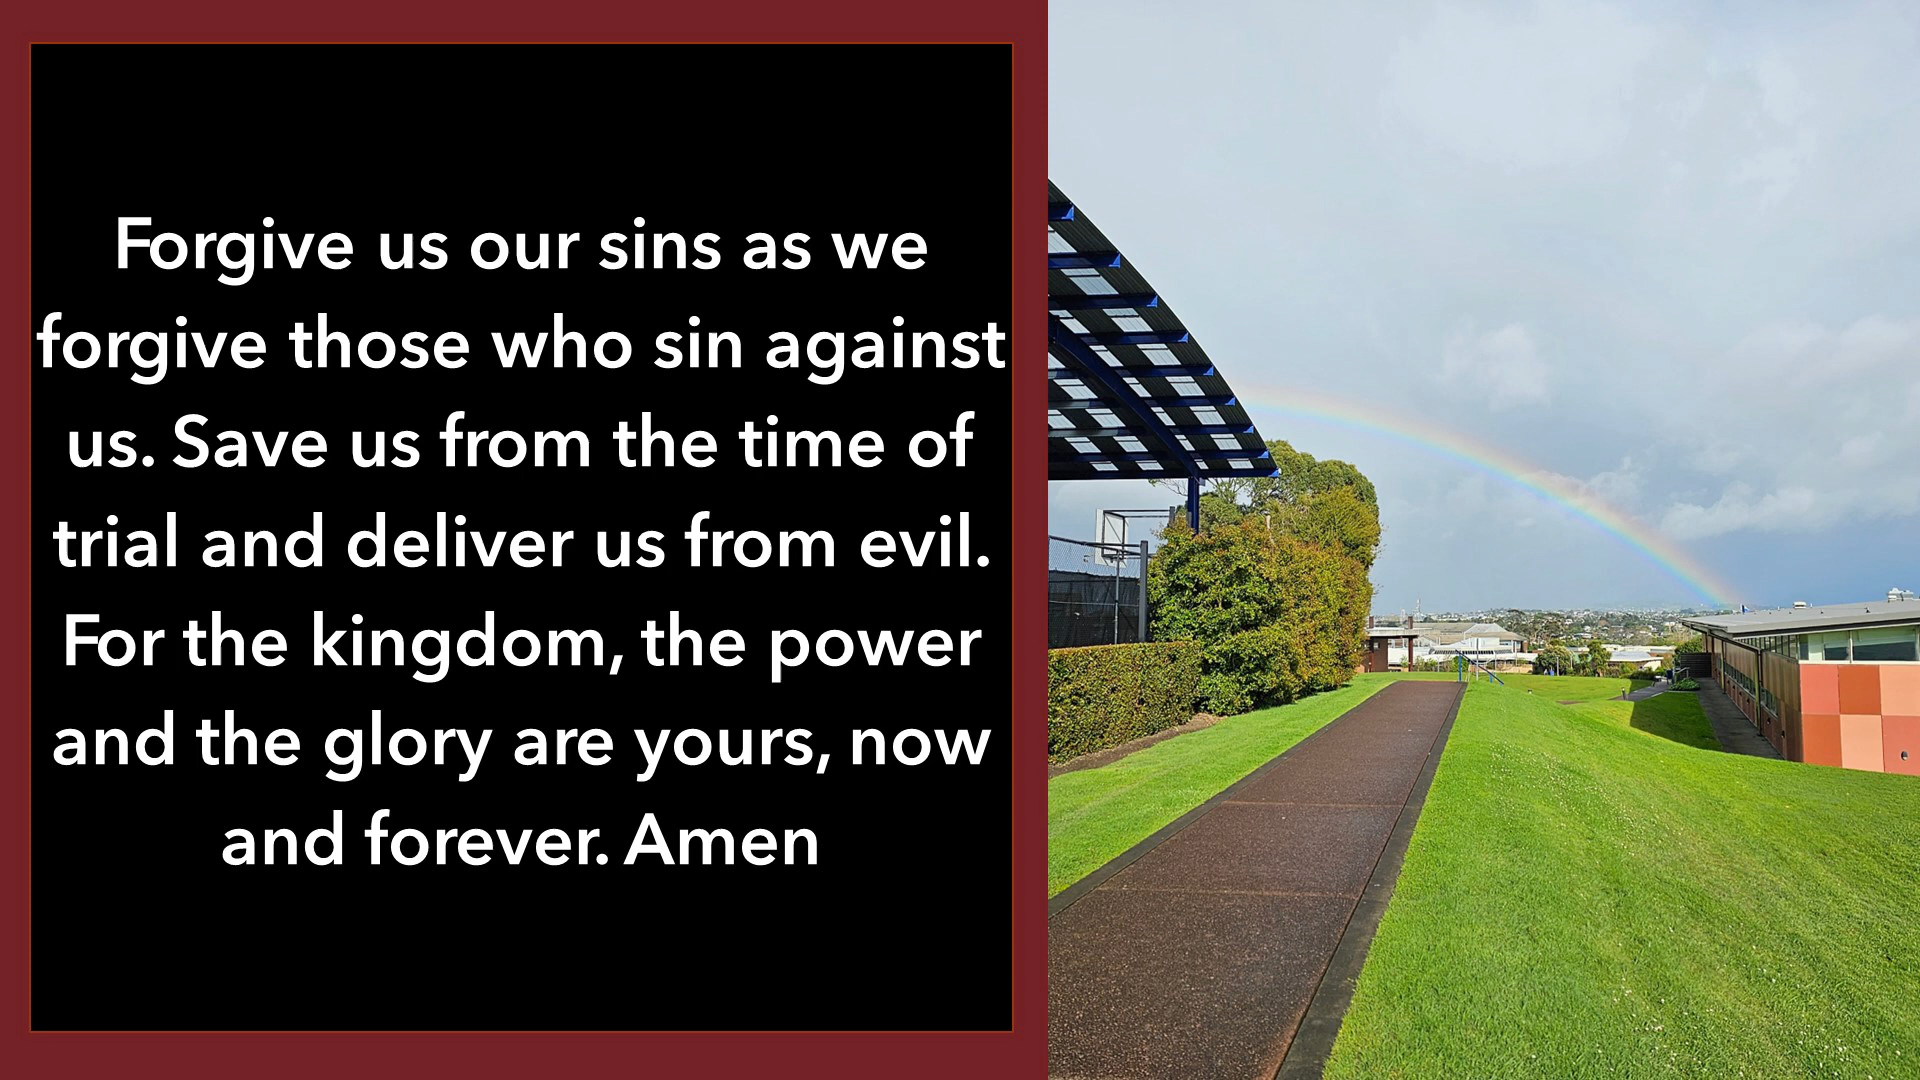 Forgive us our sins as we
forgive those who sin against
us. Save us from the time of
trial and deliver us from evil.
For the kingdom, the power
and the glory are yours, now
and forever. Amen